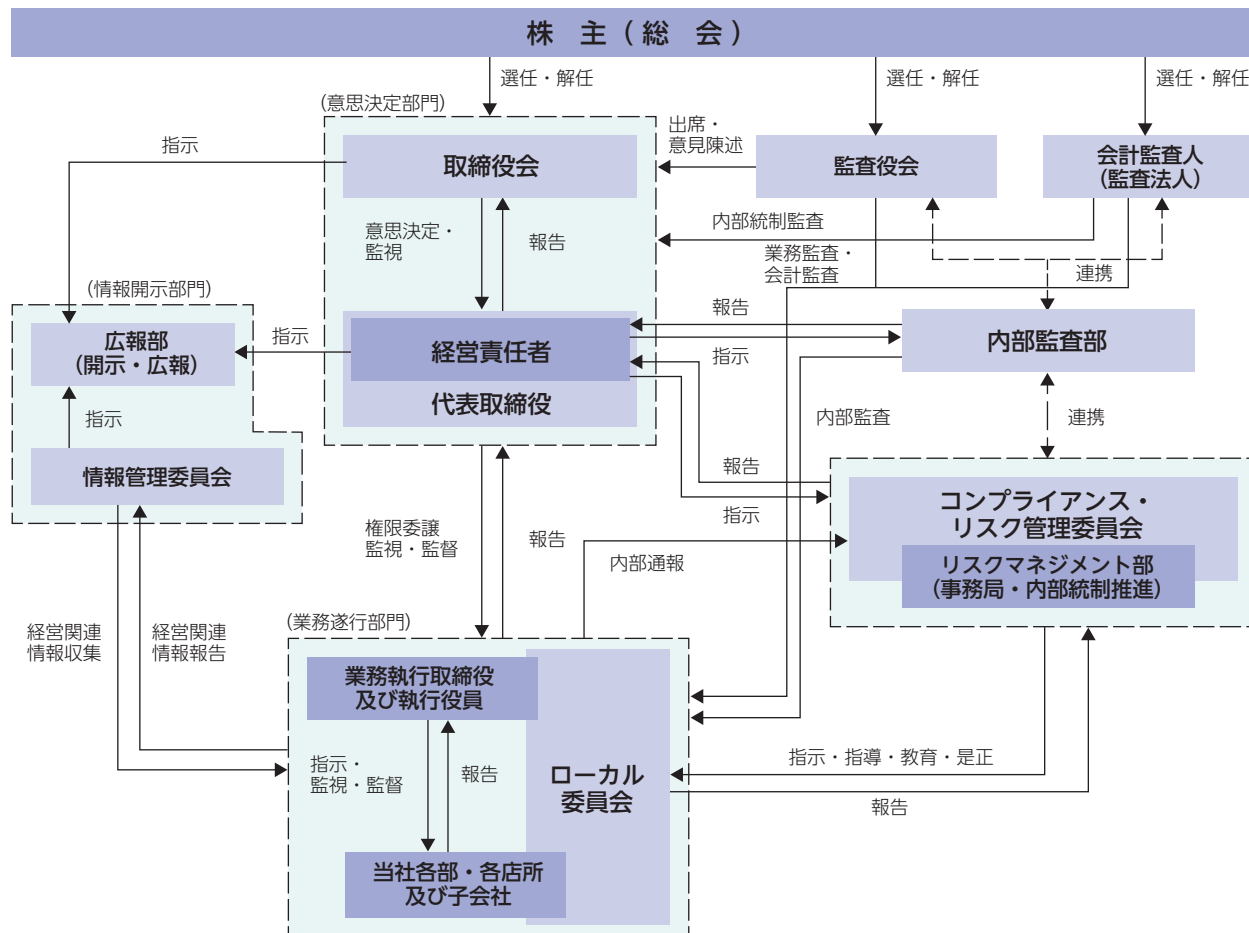 株 主 ( 総 会 )
選任・解任
選任・解任
選任・解任
(意思決定部門)
出席・
意見陳述
指示
取締役会
監査役会
会計監査人
(監査法人)
意思決定・
監視
報告
内部統制監査
業務監査・
会計監査
連携
(情報開示部門)
広報部
(開示・広報)
指示
経営責任者
代表取締役
報告
指示
内部監査部
指示
内部監査
連携
情報管理委員会
報告
指示
コンプライアンス・
リスク管理委員会
リスクマネジメント部
(事務局・内部統制推進)
権限委譲
監視・監督
報告
内部通報
(業務遂行部門)
経営関連
情報収集
経営関連
情報報告
業務執行取締役
及び執行役員
指示・
監視・監督
報告
ローカル
委員会
指示・指導・教育・是正
報告
当社各部・各店所
及び子会社